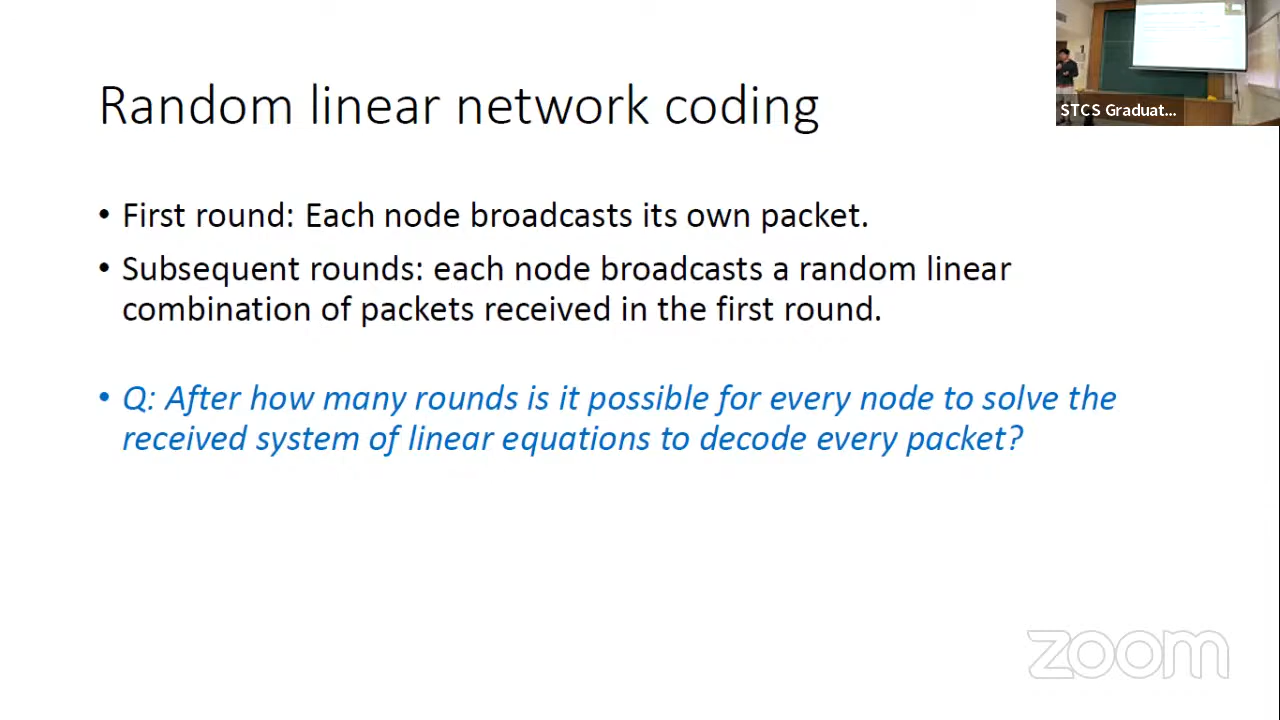 STCS Graduat...
Random linear network coding
• First round: Each node broadcasts its own packet.
• Subsequent rounds: each node broadcasts a random linear
combination of packets received in the first round.
• Q: After how many rounds is it possible for every node to solve the
received system of linear equations to decode every packet?
zoom